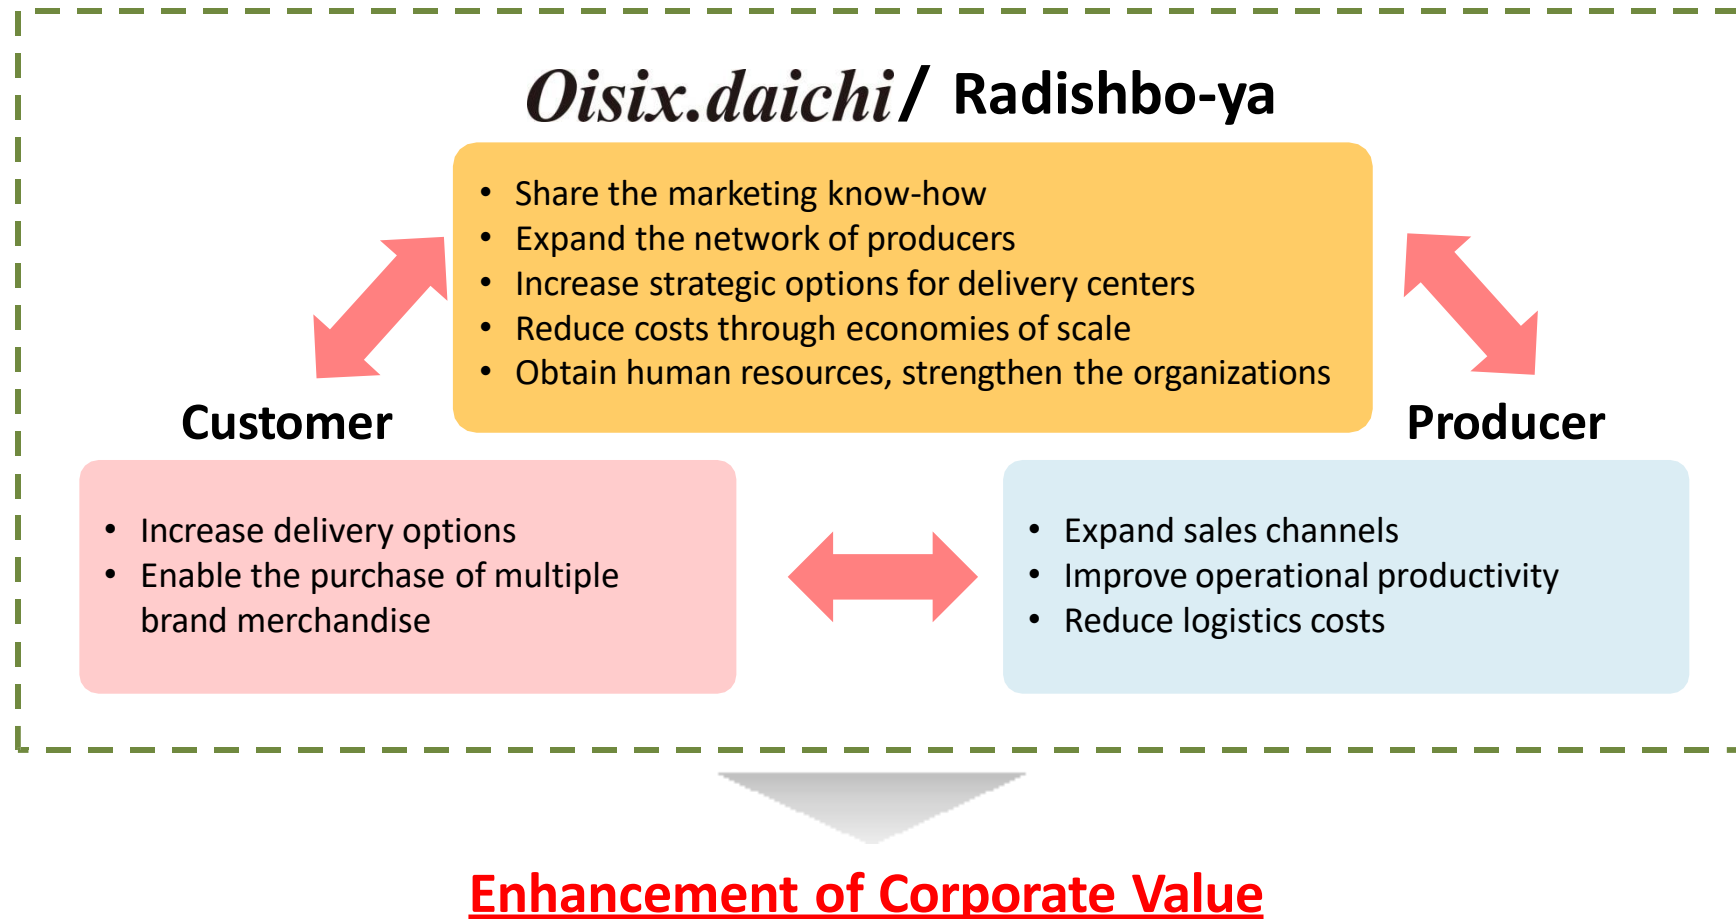 Oisix.daichi / Radishbo-ya
• Share the marketing know-how
• Expand the network of producers
• Increase strategic options for delivery centers
• Reduce costs through economies of scale
• Obtain human resources, strengthen the organizations
Customer
• Increase delivery options
• Enable the purchase of multiple
brand merchandise
Producer
• Expand sales channels
• Improve operational productivity
• Reduce logistics costs
Enhancement of Corporate Value